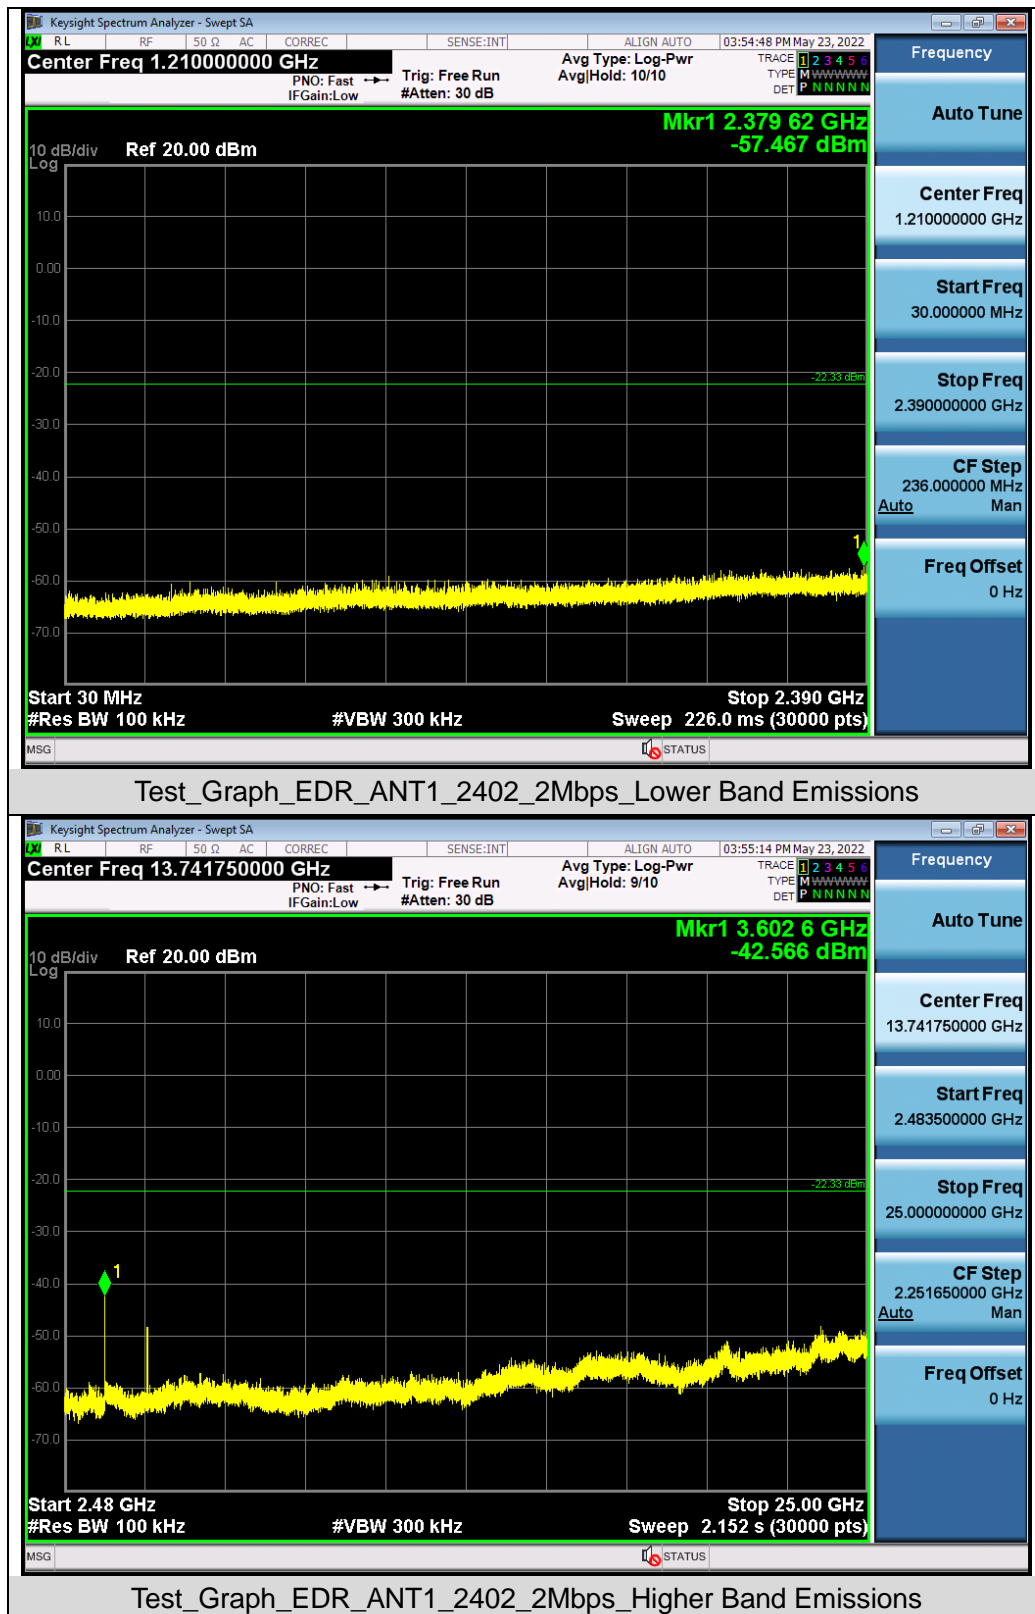 Keysight Spectrum Analyzer - Swept SA
LXI RL RF 50 Ω AC CORREC SENSE:INT ALIGN AUTO 03:54:48 PM May 23, 2022
Center Freq 1.210000000 GHz
PNO: Fast
IFGain:Low
Trig: Free Run
#Atten: 30 dB
Avg Type: Log-Pwr
Avg|Hold: 10/10
TRACE 1 2 3 4 5 6
TYPE M WWWWW
DET P N N N N N
Frequency
Auto Tune
Center Freq
1.210000000 GHz
Start Freq
30.000000 MHz
Stop Freq
2.390000000 GHz
CF Step
236.000000 MHz
Auto Man
Freq Offset
0 Hz
Mkr1 2.379 62 GHz
-57.467 dBm
10 dB/div Ref 20.00 dBm
Log
10.0
0.00
-10.0
-20.0
-22.33 dBm
-30.0
-40.0
-50.0
1
-60.0
-70.0
Start 30 MHz Stop 2.390 GHz
#Res BW 100 kHz #VBW 300 kHz Sweep 226.0 ms (30000 pts)
MSG STATUS
Test_Graph_EDR_ANT1_2402_2Mbps_Lower Band Emissions
Keysight Spectrum Analyzer - Swept SA
LXI RL RF 50 Ω AC CORREC SENSE:INT ALIGN AUTO 03:55:14 PM May 23, 2022
Center Freq 13.741750000 GHz
PNO: Fast
IFGain:Low
Trig: Free Run
#Atten: 30 dB
Avg Type: Log-Pwr
Avg|Hold: 9/10
TRACE 1 2 3 4 5 6
TYPE M WWWWW
DET P N N N N N
Frequency
Auto Tune
Center Freq
13.741750000 GHz
Start Freq
2.483500000 GHz
Stop Freq
25.000000000 GHz
CF Step
2.251650000 GHz
Auto Man
Freq Offset
0 Hz
Mkr1 3.602 6 GHz
-42.566 dBm
10 dB/div Ref 20.00 dBm
Log
10.0
0.00
-10.0
-20.0
-22.33 dBm
-30.0
1
-40.0
-50.0
-60.0
-70.0
Start 2.48 GHz Stop 25.00 GHz
#Res BW 100 kHz #VBW 300 kHz Sweep 2.152 s (30000 pts)
MSG STATUS
Test_Graph_EDR_ANT1_2402_2Mbps_Higher Band Emissions